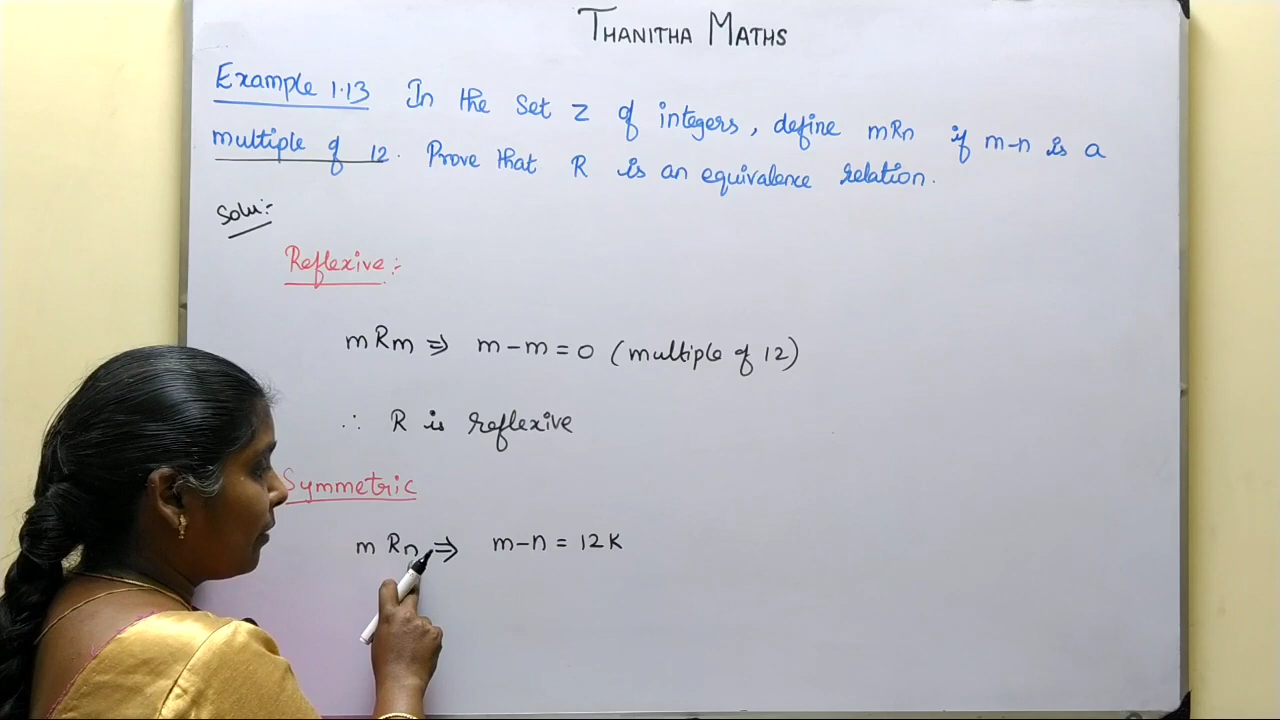 THANITHA MATHS
Example 1.13 In the Set Z of integers, define mRn if m-n is a
multiple of 12. Prove that R is an equivalence relation.
Solu:-
Reflexive:-
mRm ⇒ m-m = 0 (multiple of 12)
∴ R is reflexive
Symmetric
mRn ⇒ m-n = 12K